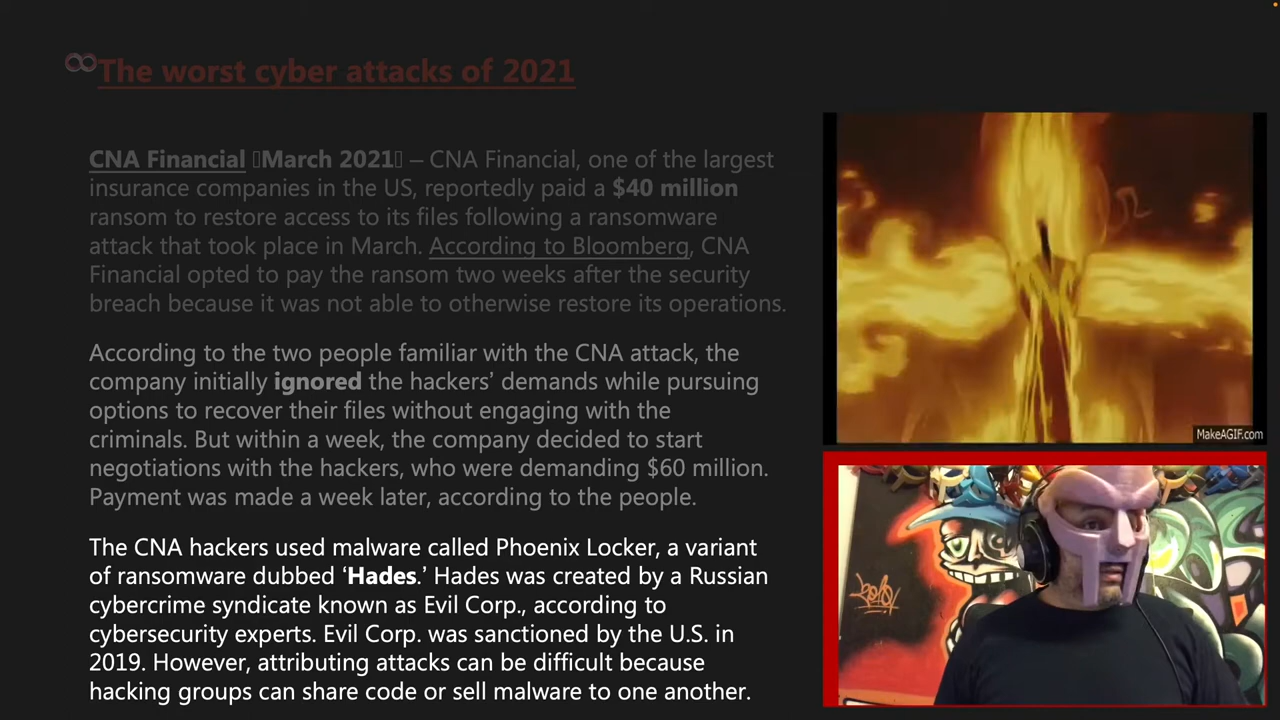 The worst cyber attacks of 2021
CNA Financial （March 2021） – CNA Financial, one of the largest
insurance companies in the US, reportedly paid a $40 million
ransom to restore access to its files following a ransomware
attack that took place in March. According to Bloomberg, CNA
Financial opted to pay the ransom two weeks after the security
breach because it was not able to otherwise restore its operations.
According to the two people familiar with the CNA attack, the
company initially ignored the hackers’ demands while pursuing
options to recover their files without engaging with the
criminals. But within a week, the company decided to start
negotiations with the hackers, who were demanding $60 million.
Payment was made a week later, according to the people.
The CNA hackers used malware called Phoenix Locker, a variant
of ransomware dubbed ‘Hades.’ Hades was created by a Russian
cybercrime syndicate known as Evil Corp., according to
cybersecurity experts. Evil Corp. was sanctioned by the U.S. in
2019. However, attributing attacks can be difficult because
hacking groups can share code or sell malware to one another.
MakeAGIF.com